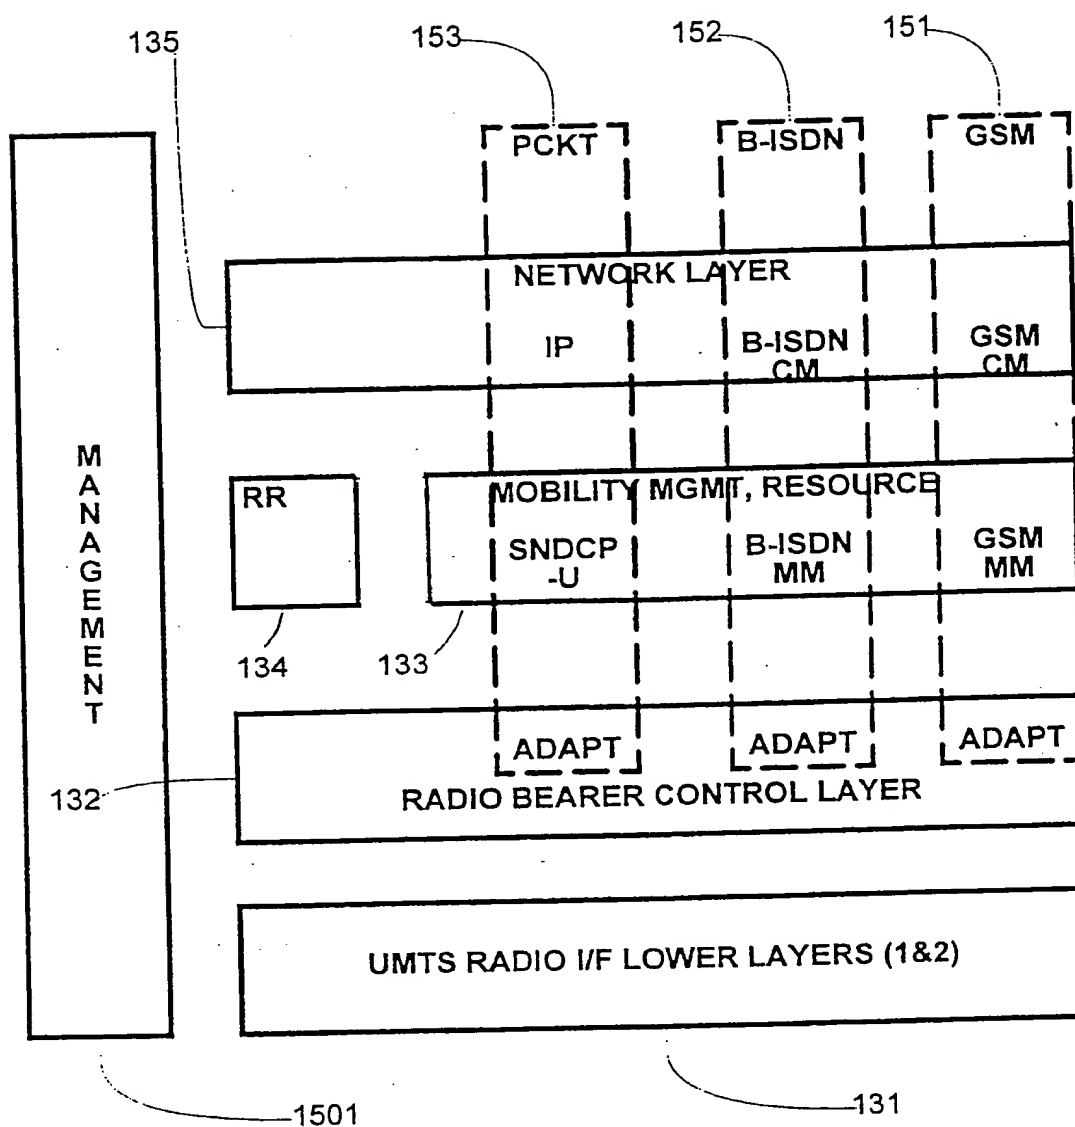 135
153
152
151
PCKT
B-ISDN
GSM
NETWORK LAYER
IP
B-ISDN
CM
GSM
CM
MANAGEMENT
RR
MOBILITY MGMT, RESOURCE
SNDCP
-U
B-ISDN
MM
GSM
MM
134
133
ADAPT
ADAPT
ADAPT
132
RADIO BEARER CONTROL LAYER
UMTS RADIO I/F LOWER LAYERS (1&2)
1501
131